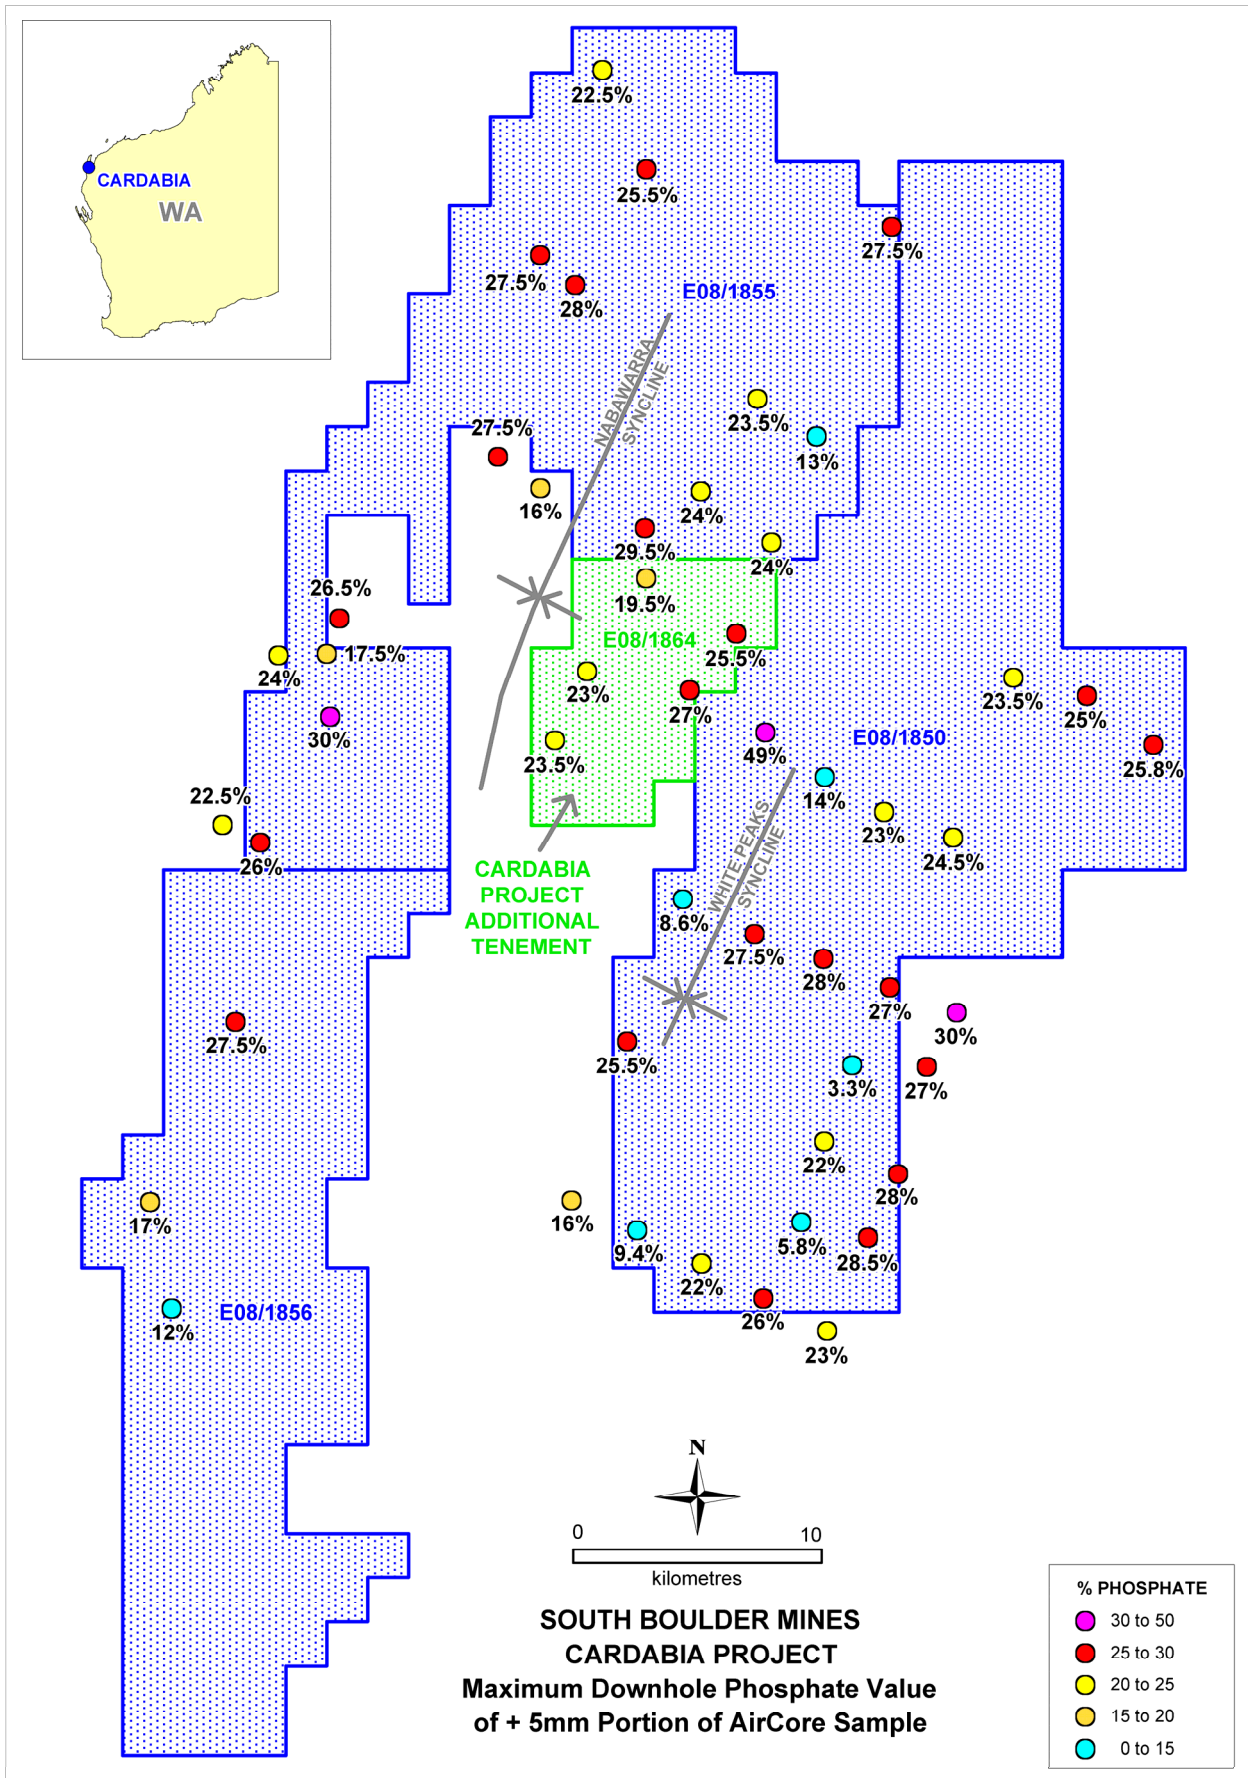 CARDABIA
WA
22.5%
25.5%
27.5%
27.5%
28%
E08/1855
NABAWARRA
SYNCLINE
23.5%
13%
27.5%
16%
24%
29.5%
24%
19.5%
26.5%
E08/1864
25.5%
17.5%
24%
23%
27%
23.5%
25%
30%
49%
E08/1850
23.5%
25.8%
14%
22.5%
23%
24.5%
26%
WHITE PEAKS
SYNCLINE
CARDABIA
PROJECT
ADDITIONAL
TENEMENT
8.6%
27.5%
28%
27%
30%
27.5%
25.5%
3.3%
27%
22%
28%
17%
16%
9.4%
5.8%
28.5%
22%
E08/1856
12%
26%
23%
N
0 10
kilometres
SOUTH BOULDER MINES
CARDABIA PROJECT
Maximum Downhole Phosphate Value
of + 5mm Portion of AirCore Sample
% PHOSPHATE
30 to 50
25 to 30
20 to 25
15 to 20
0 to 15